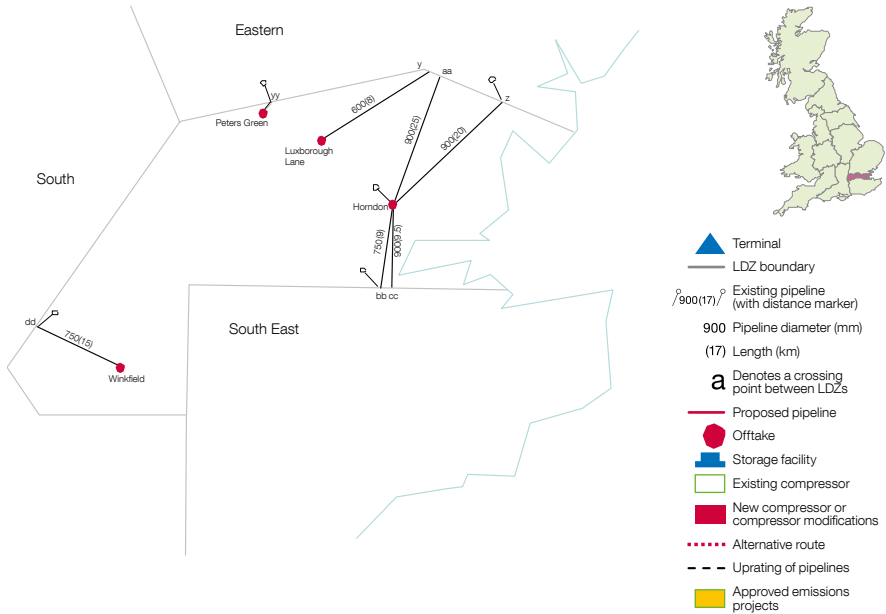 Eastern
y
aa
z
yy
Peters Green
600(8)
Luxborough
Lane
900(25)
900(20)
South
Horndon
750(9)
900(9.5)
bb cc
dd
750(15)
Winkfield
South East
Terminal
LDZ boundary
900(17)
Existing pipeline
(with distance marker)
900
Pipeline diameter (mm)
(17)
Length (km)
a
Denotes a crossing
point between LDZs
Proposed pipeline
Offtake
Storage facility
Existing compressor
New compressor or
compressor modifications
Alternative route
Uprating of pipelines
Approved emissions
projects